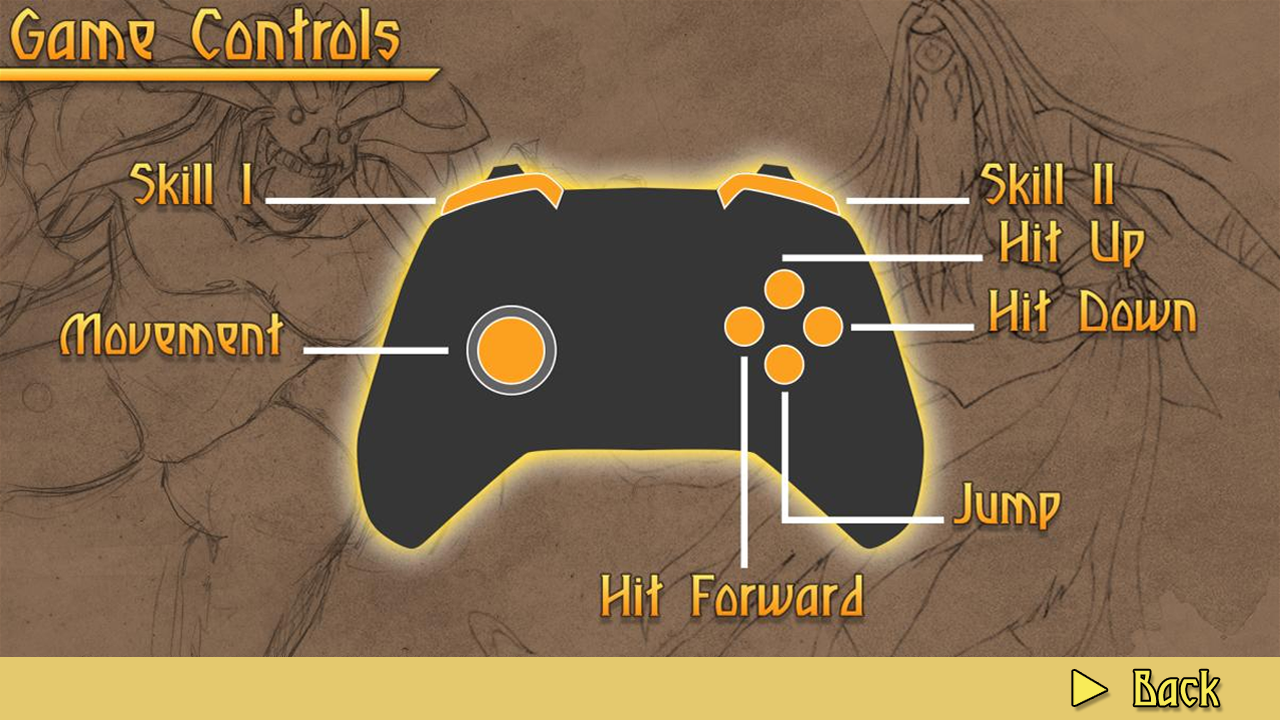 Game Controls
Skill I
Skill II
Hit Up
Hit Down
Movement
Jump
Hit Forward
Back